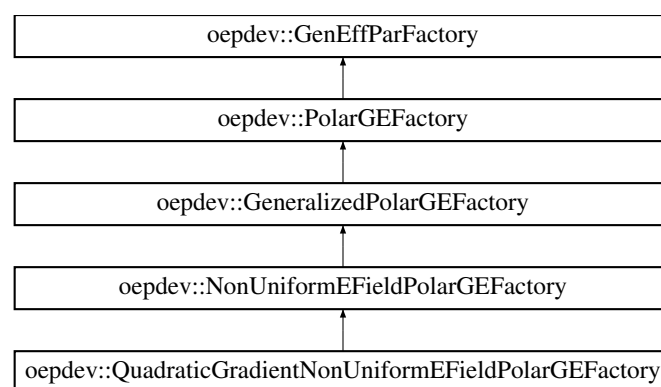 oepdev::GenEffParFactory
oepdev::PolarGEFactory
oepdev::GeneralizedPolarGEFactory
oepdev::NonUniformEFieldPolarGEFactory
oepdev::QuadraticGradientNonUniformEFieldPolarGEFactory